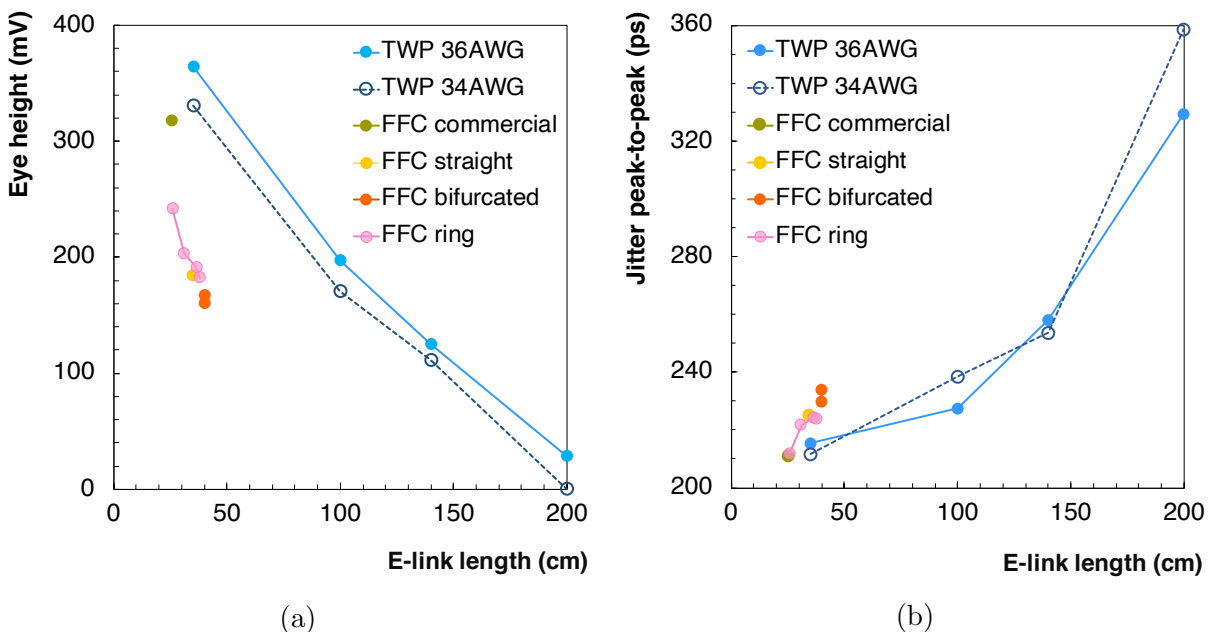 Eye height (mV)
400
300
200
100
0
0 50 100 150 200
E-link length (cm)
TWP 36AWG
TWP 34AWG
FFC commercial
FFC straight
FFC bifurcated
FFC ring
(a)
Jitter peak-to-peak (ps)
360
320
280
240
200
0 50 100 150 200
E-link length (cm)
TWP 36AWG
TWP 34AWG
FFC commercial
FFC straight
FFC bifurcated
FFC ring
(b)